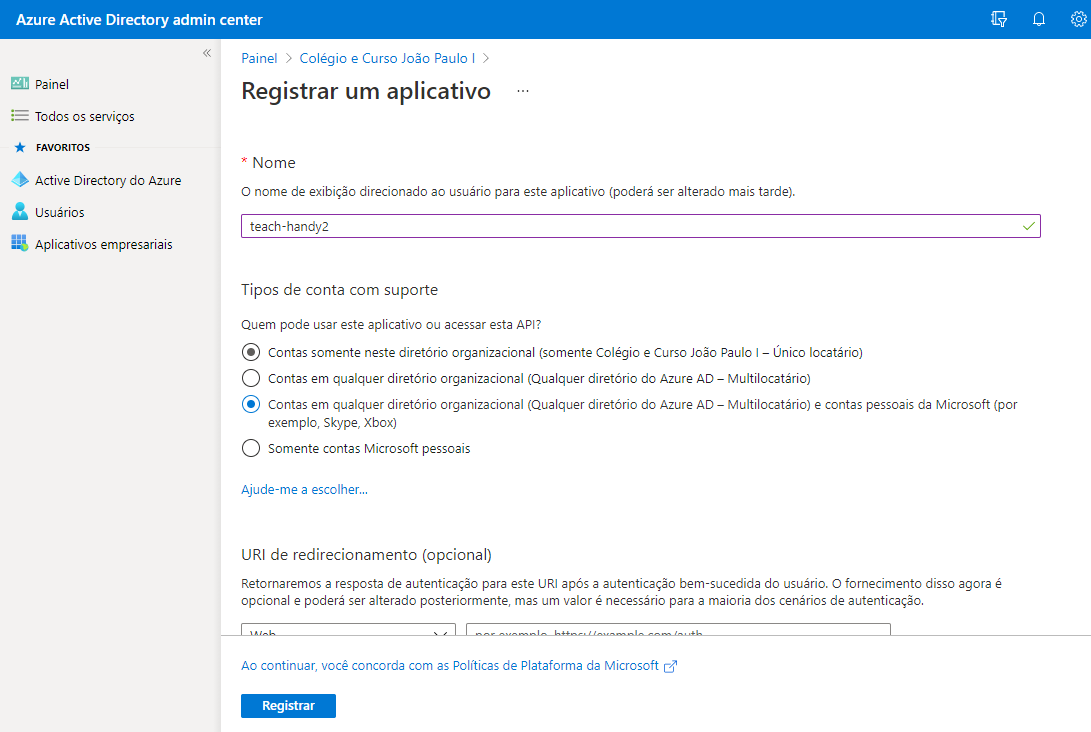 Azure Active Directory admin center
«
Painel
Todos os serviços
FAVORITOS
Active Directory do Azure
Usuários
Aplicativos empresariais
Painel > Colégio e Curso João Paulo I >
Registrar um aplicativo ...
* Nome
O nome de exibição direcionado ao usuário para este aplicativo (poderá ser alterado mais tarde).
teach-handy2
Tipos de conta com suporte
Quem pode usar este aplicativo ou acessar esta API?
Contas somente neste diretório organizacional (somente Colégio e Curso João Paulo I – Único locatário)
Contas em qualquer diretório organizacional (Qualquer diretório do Azure AD – Multilocatário)
Contas em qualquer diretório organizacional (Qualquer diretório do Azure AD – Multilocatário) e contas pessoais da Microsoft (por
exemplo, Skype, Xbox)
Somente contas Microsoft pessoais
Ajude-me a escolher...
URI de redirecionamento (opcional)
Retornaremos a resposta de autenticação para este URI após a autenticação bem-sucedida do usuário. O fornecimento disso agora é
opcional e poderá ser alterado posteriormente, mas um valor é necessário para a maioria dos cenários de autenticação.
Web
por exemplo, https://example.com/auth
Ao continuar, você concorda com as Políticas de Plataforma da Microsoft
Registrar